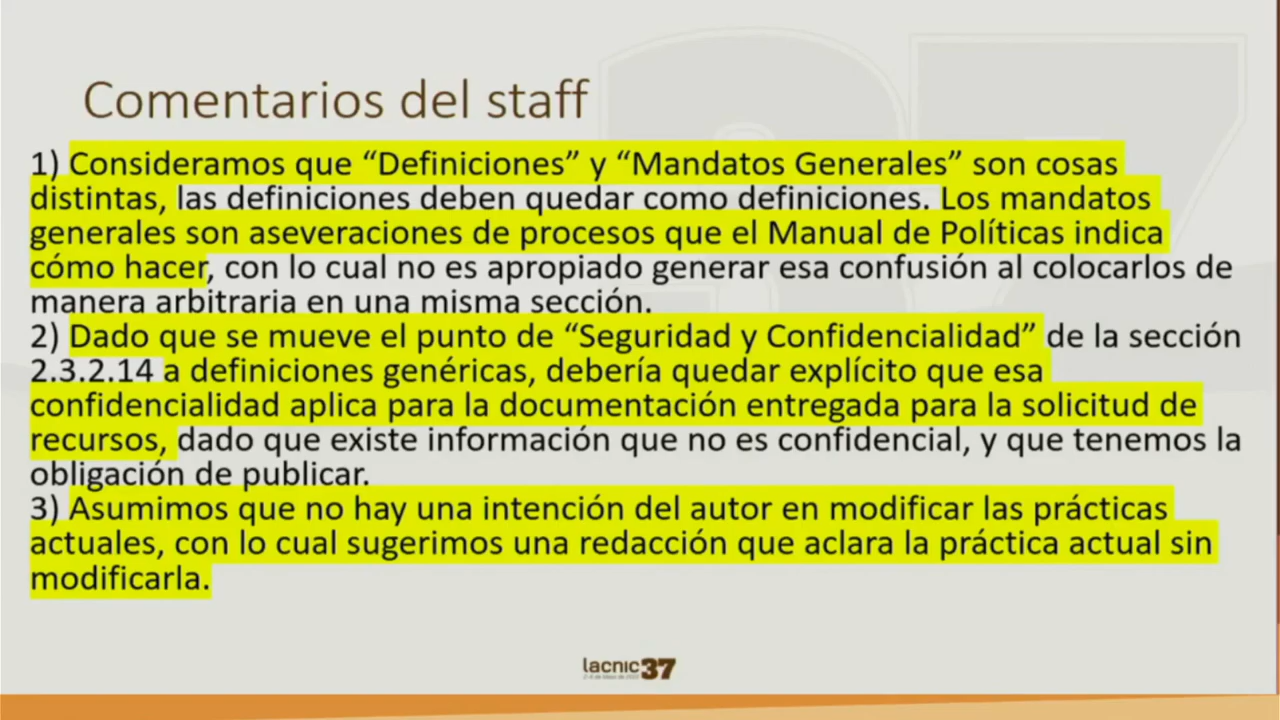 Comentarios del staff
1) Consideramos que “Definiciones” y “Mandatos Generales” son cosas
distintas, las definiciones deben quedar como definiciones. Los mandatos
generales son aseveraciones de procesos que el Manual de Políticas indica
cómo hacer, con lo cual no es apropiado generar esa confusión al colocarlos de
manera arbitraria en una misma sección.
2) Dado que se mueve el punto de “Seguridad y Confidencialidad” de la sección
2.3.2.14 a definiciones genéricas, debería quedar explícito que esa
confidencialidad aplica para la documentación entregada para la solicitud de
recursos, dado que existe información que no es confidencial, y que tenemos la
obligación de publicar.
3) Asumimos que no hay una intención del autor en modificar las prácticas
actuales, con lo cual sugerimos una redacción que aclara la práctica actual sin
modificarla.
lacnic37